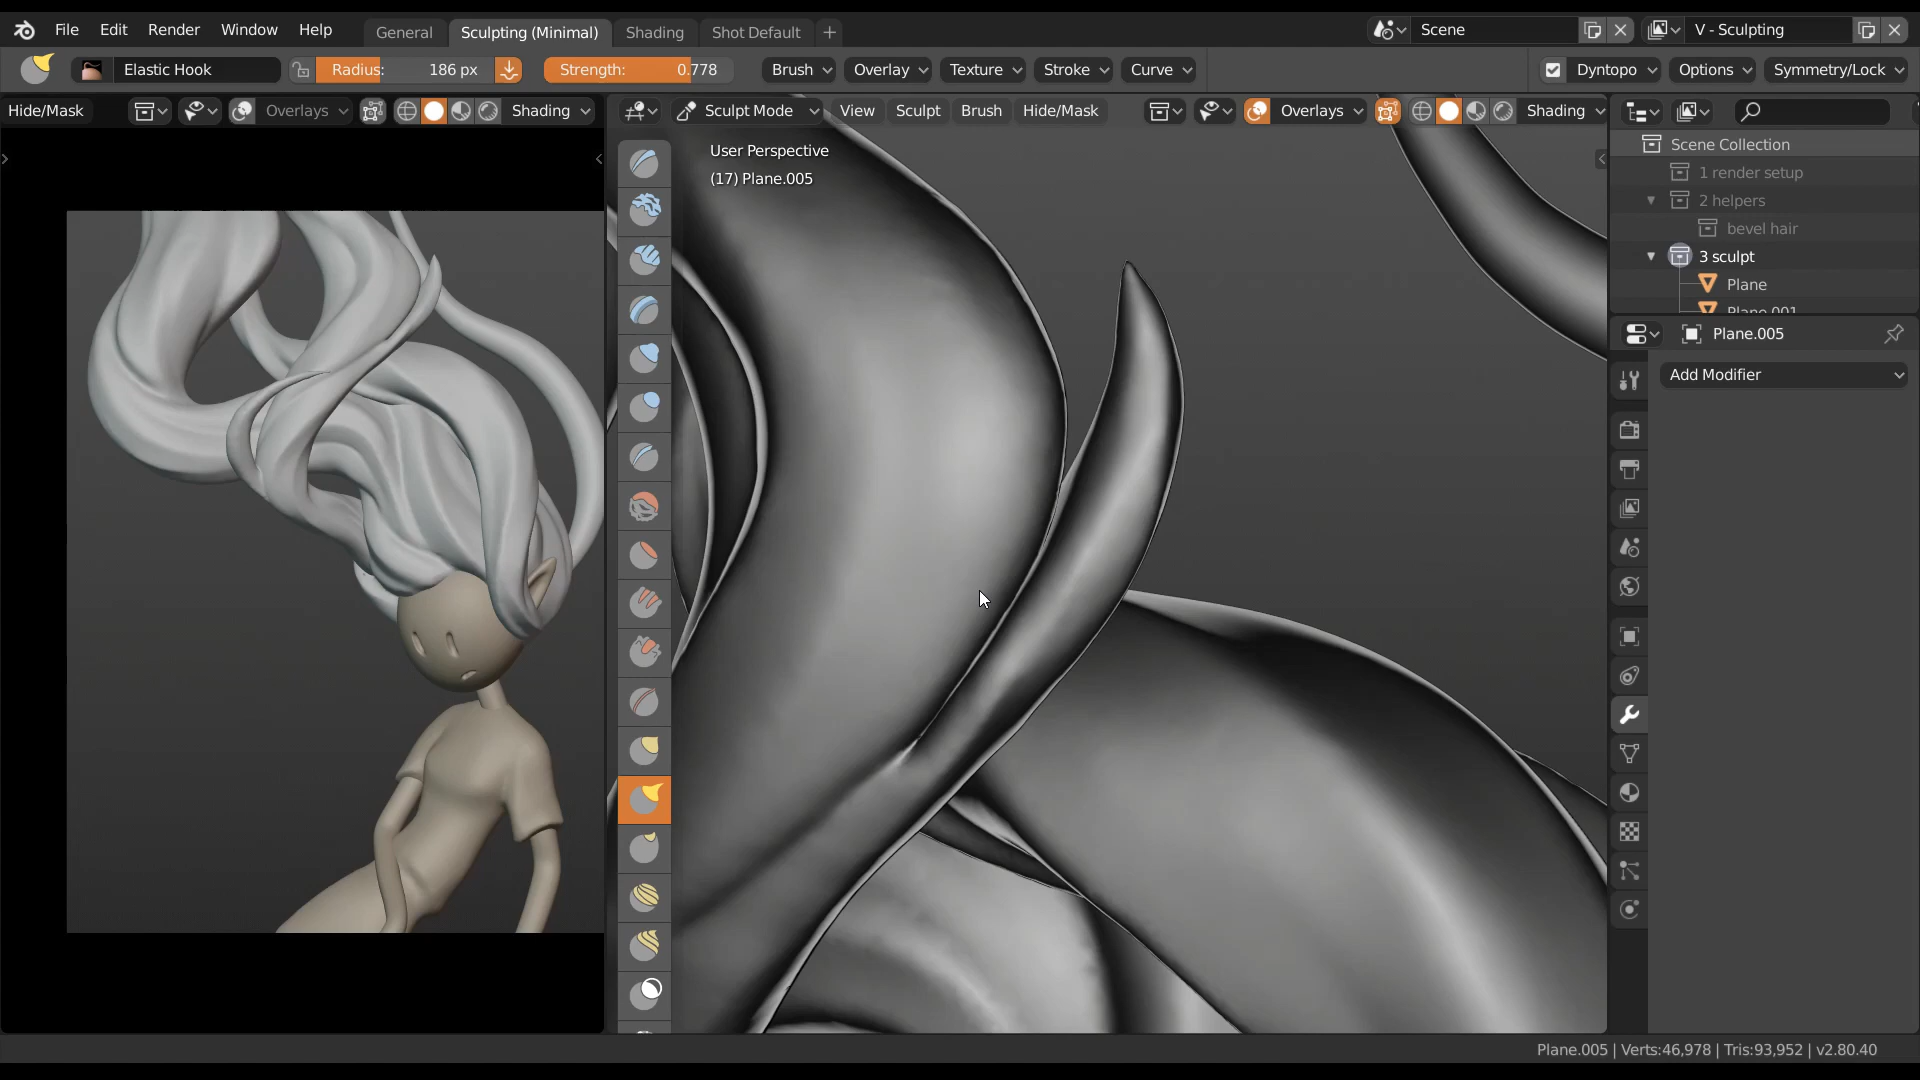 File Edit Render Window Help General Sculpting (Minimal) Shading Shot Default + Scene V - Sculpting
Elastic Hook Radius: 186 px Strength: 0.778 Brush Overlay Texture Stroke Curve Dyntopo Options Symmetry/Lock
Hide/Mask Overlays Shading Sculpt Mode View Sculpt Brush Hide/Mask Overlays Shading
User Perspective
(17) Plane.005
Scene Collection
1 render setup
2 helpers
bevel hair
3 sculpt
Plane
Plane.001
Plane.005
Add Modifier
Plane.005 | Verts:46,978 | Tris:93,952 | v2.80.40